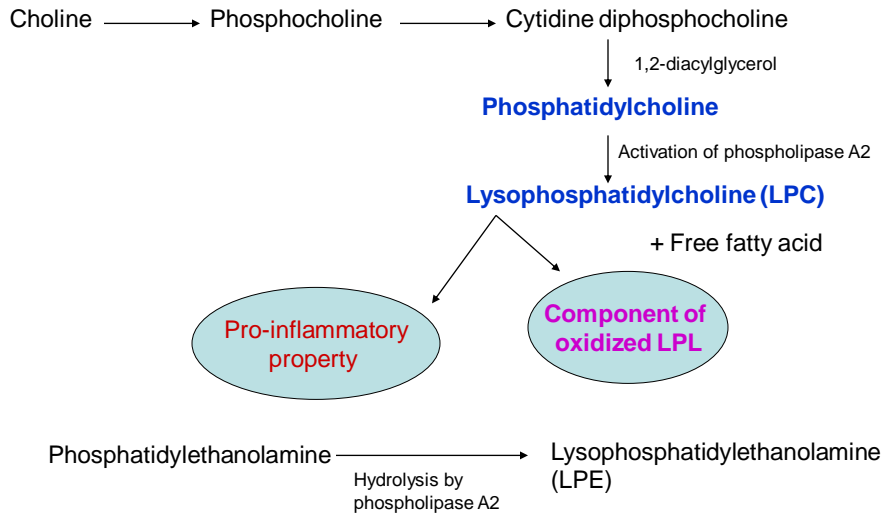 Choline
Phosphocholine
Cytidine diphosphocholine
1,2-diacylglycerol
Phosphatidylcholine
Activation of phospholipase A2
Lysophosphatidylcholine (LPC)
+ Free fatty acid
Pro-inflammatory
property
Component of
oxidized LPL
Phosphatidylethanolamine
Hydrolysis by
phospholipase A2
Lysophosphatidylethanolamine
(LPE)